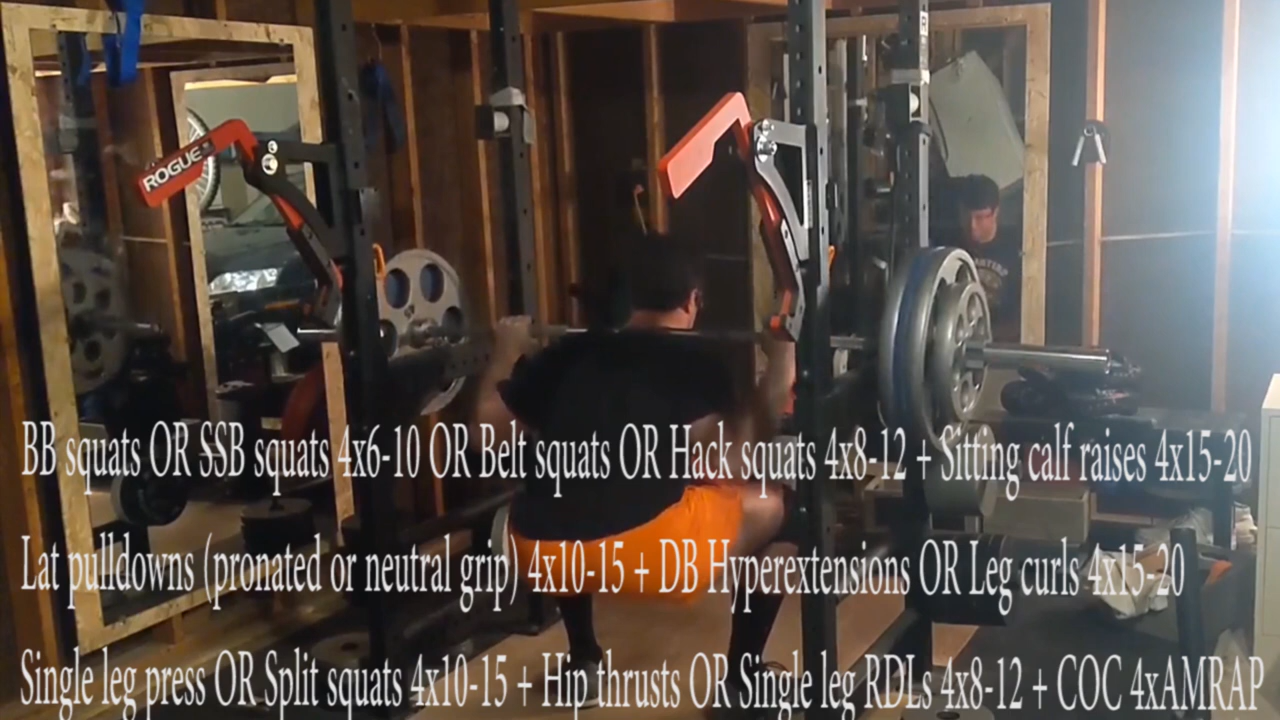 ROGUE
BB squats OR SSB squats 4x6-10 OR Belt squats OR Hack squats 4x8-12 + Sitting calf raises 4x15-20
Lat pulldowns (pronated or neutral grip) 4x10-15 + DB Hyperextensions OR Leg curls 4x15-20
Single leg press OR Split squats 4x10-15 + Hip thrusts OR Single leg RDLs 4x8-12 + COC 4xAMRAP